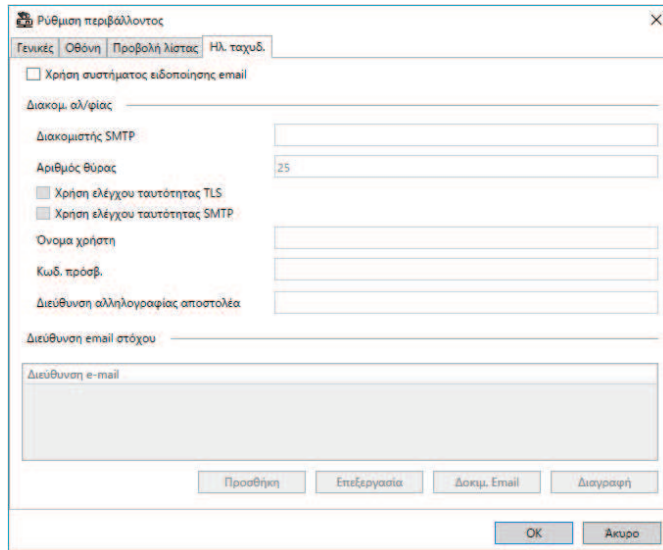 Ρύθμιση περιβάλλοντος
Γενικές Οθόνη Προβολή λίστας Ηλ. ταχυδ.
Χρήση συστήματος ειδοποίησης email
Διακομ. αλ/φίας
Διακομιστής SMTP
Αριθμός θύρας 25
Χρήση ελέγχου ταυτότητας TLS
Χρήση ελέγχου ταυτότητας SMTP
Όνομα χρήστη
Κωδ. πρόσβ.
Διεύθυνση αλληλογραφίας αποστολέα
Διεύθυνση email στόχου
Διεύθυνση e-mail
Προσθήκη Επεξεργασία Δοκιμ. Email Διαγραφή
OK Άκυρο